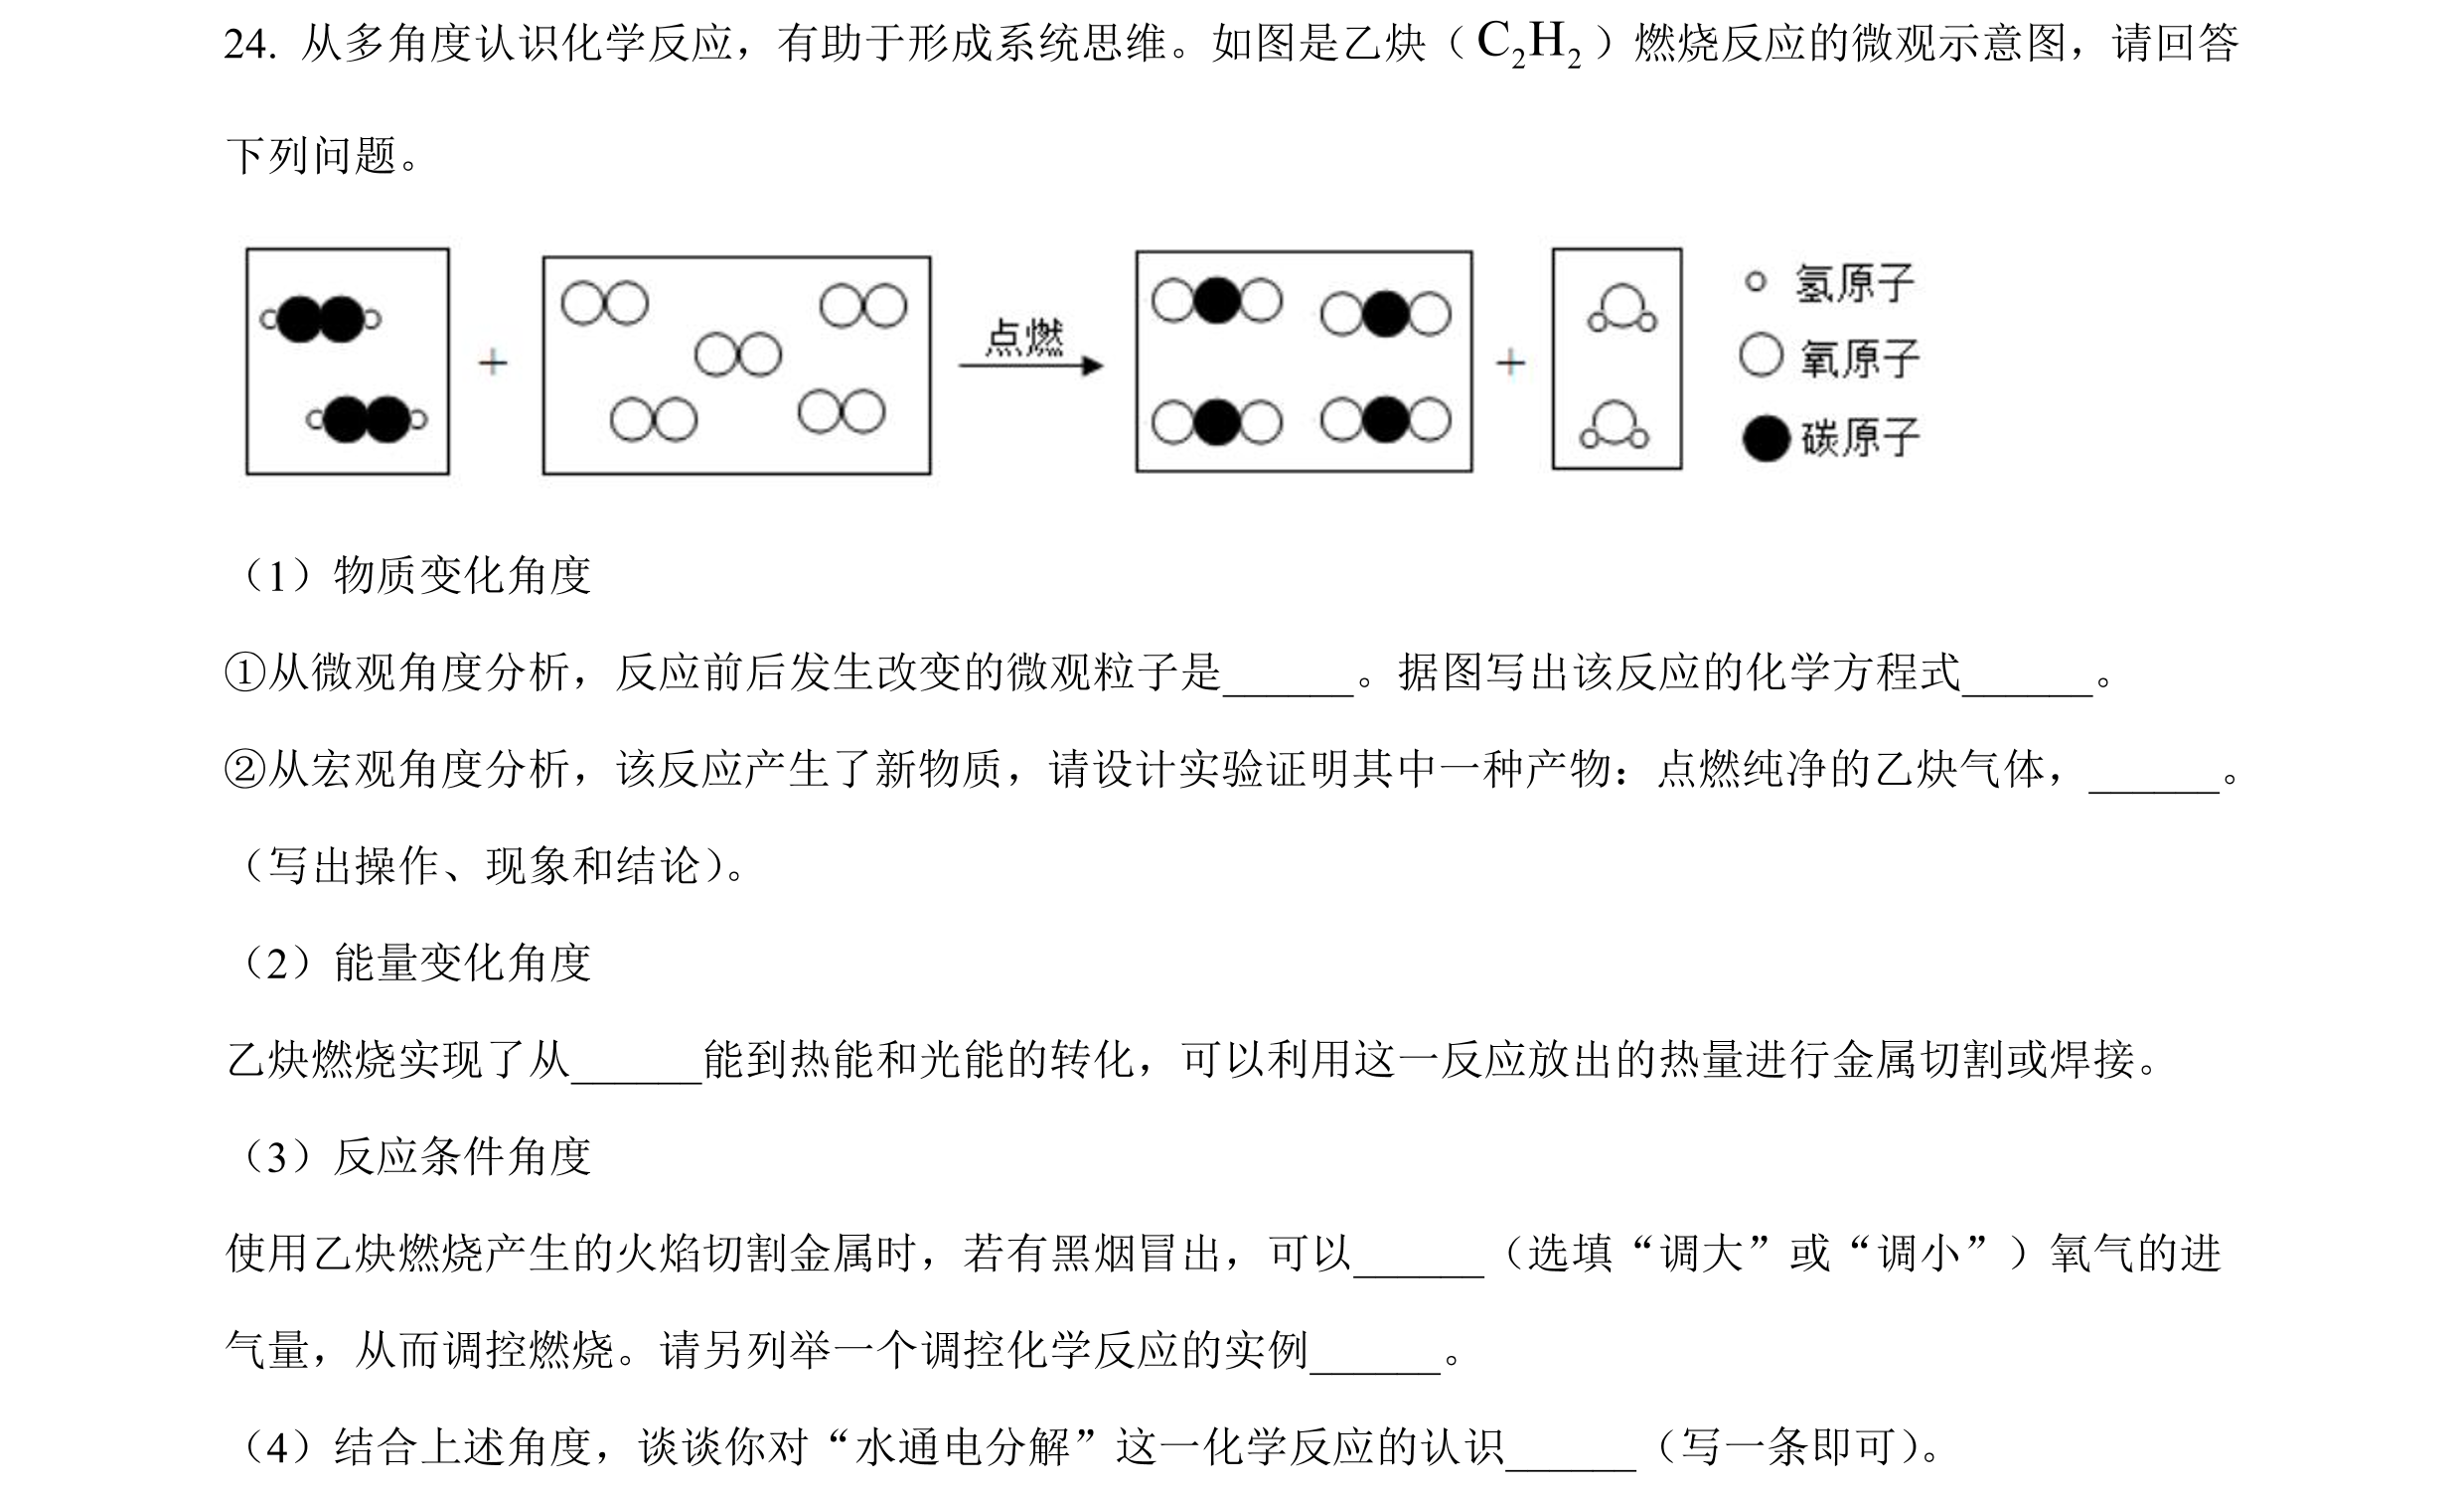 24. 从多角度认识化学反应，有助于形成系统思维。如图是乙炔（C₂H₂）燃烧反应的微观示意图，请回答
下列问题。
+ 点燃 + 氢原子
氧原子
碳原子
（1）物质变化角度
①从微观角度分析，反应前后发生改变的微观粒子是______。据图写出该反应的化学方程式______。
②从宏观角度分析，该反应产生了新物质，请设计实验证明其中一种产物：点燃纯净的乙炔气体，______。
（写出操作、现象和结论）。
（2）能量变化角度
乙炔燃烧实现了从______能到热能和光能的转化，可以利用这一反应放出的热量进行金属切割或焊接。
（3）反应条件角度
使用乙炔燃烧产生的火焰切割金属时，若有黑烟冒出，可以______（选填“调大”或“调小”）氧气的进
气量，从而调控燃烧。请另列举一个调控化学反应的实例______。
（4）结合上述角度，谈谈你对“水通电分解”这一化学反应的认识______（写一条即可）。